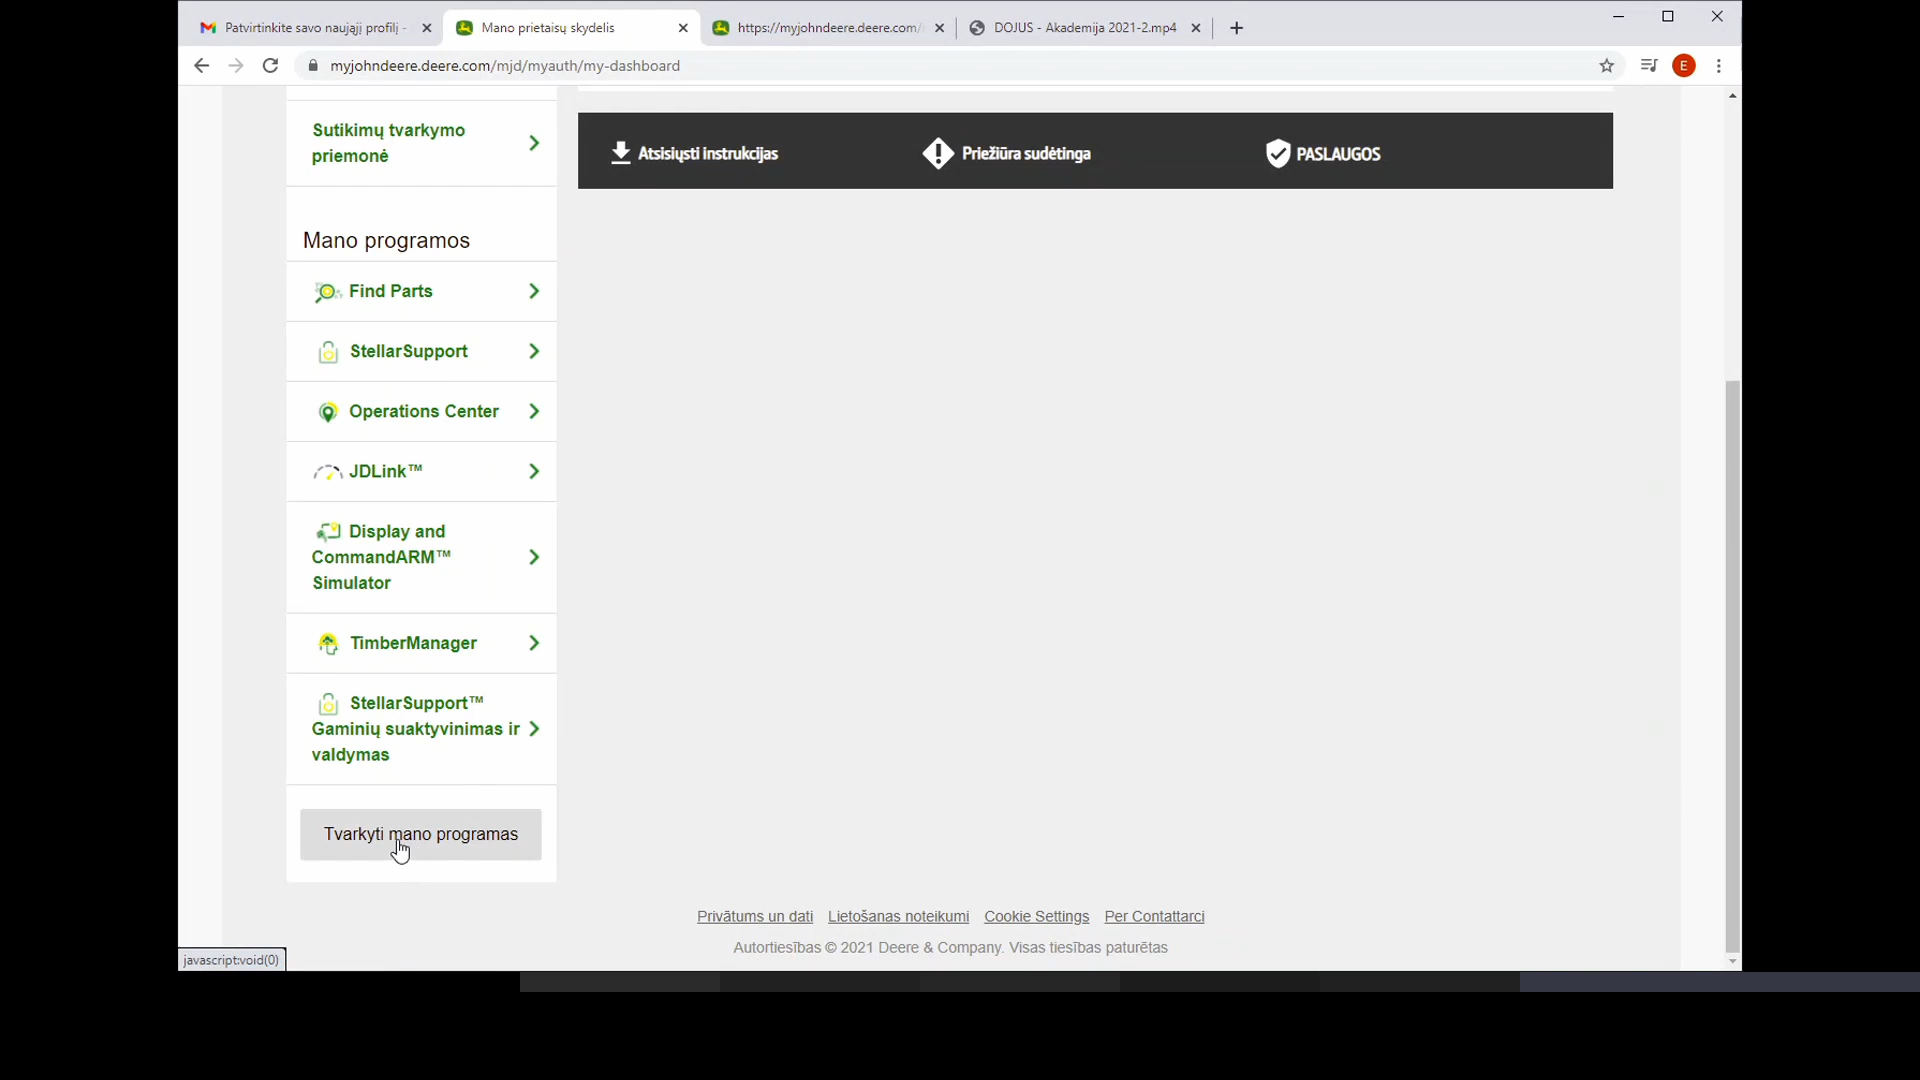 Patvirtinkite savo naująjį profilį -
Mano prietaisų skydelis
https://myjohndeere.deere.com/
DOJUS - Akademija 2021-2.mp4
myjohndeere.deere.com/mjd/myauth/my-dashboard
E
Sutikimų tvarkymo
priemonė
Atsisiųsti instrukcijas
Priežiūra sudėtinga
PASLAUGOS
Mano programos
Find Parts
StellarSupport
Operations Center
JDLink™
Display and
CommandARM™
Simulator
TimberManager
StellarSupport™
Gaminių suaktyvinimas ir
valdymas
Tvarkyti mano programas
Privātums un dati
Lietošanas noteikumi
Cookie Settings
Per Contattarci
Autortiesības © 2021 Deere & Company. Visas tiesības paturētas
javascript:void(0)